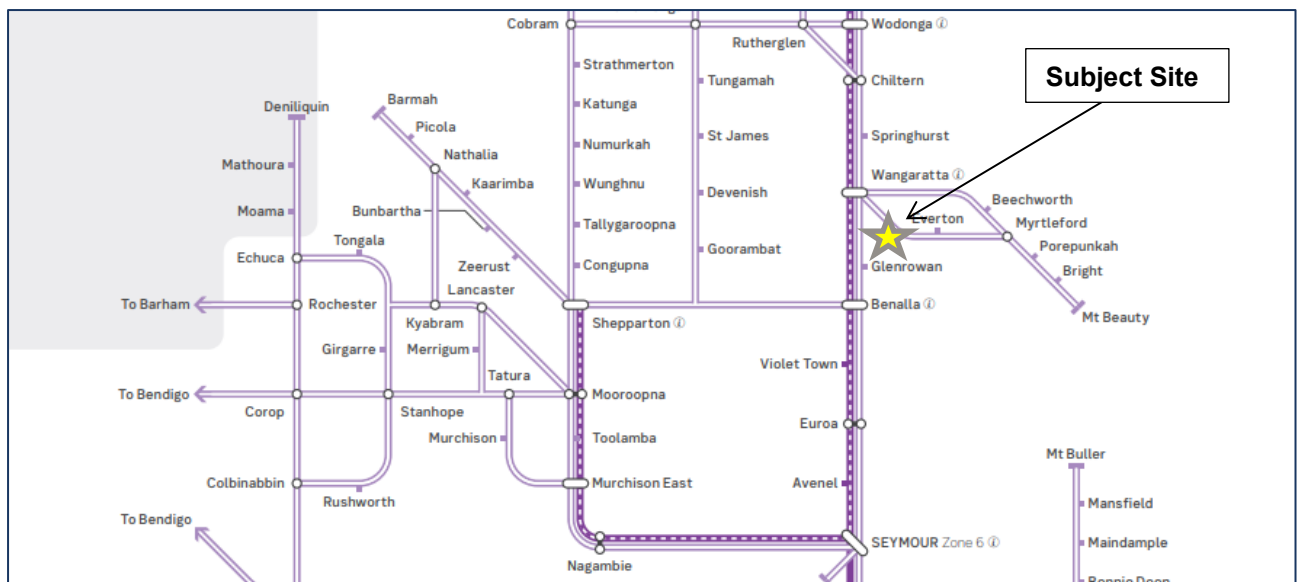 Cobram
Rutherglen
Wodonga
Subject Site
Strathmerton
Tungamah
Chiltern
Deniliquin
Barmah
Katunga
Picola
St James
Springhurst
Numurkah
Mathoura
Nathalia
Wangaratta
Kaarimba
Wunghnu
Devenish
Beechworth
Moama
Bunbartha
Tallygaroopna
Everton
Myrtleford
Tongala
Goorambat
Porepunkah
Echuca
Zeerust
Congupna
Glenrowan
Bright
Lancaster
To Barham
Rochester
Benalla
Kyabram
Shepparton
Mt Beauty
Girgarre
Merrigum
Violet Town
Tatura
To Bendigo
Mooroopna
Corop
Stanhope
Euroa
Murchison
Toolamba
Mt Buller
Colbinabbin
Murchison East
Avenel
Rushworth
Mansfield
To Bendigo
SEYMOUR Zone 6
Maindample
Nagambie
Bonnie Doon